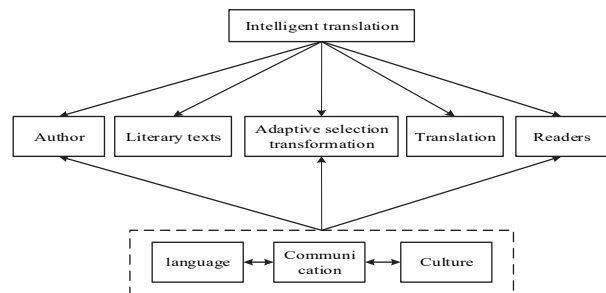 Intelligent translation
Author
Literary texts
Adaptive selection
transformation
Translation
Readers
language
Communi
cation
Culture